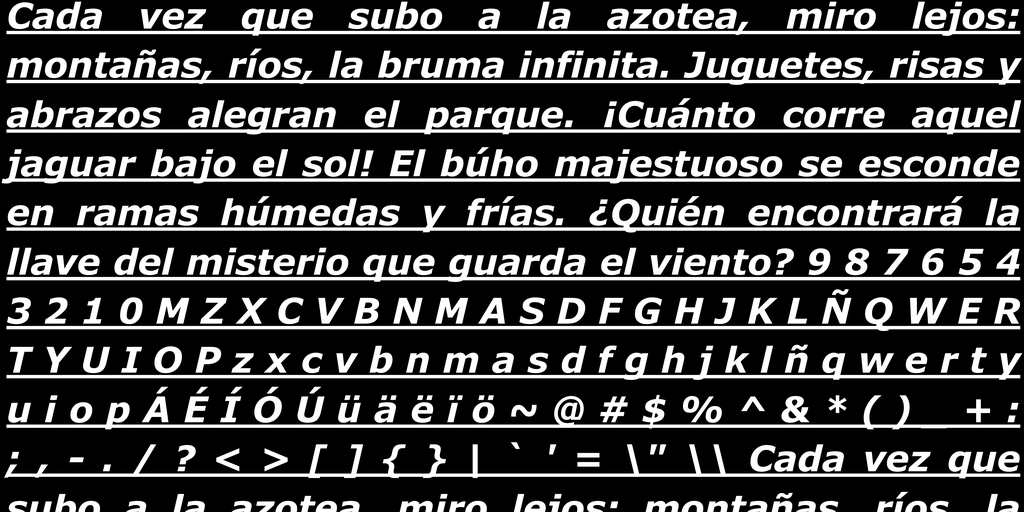 Cada vez que subo a la azotea, miro lejos:
montañas, ríos, la bruma infinita. Juguetes, risas y
abrazos alegran el parque. ¡Cuánto corre aquel
jaguar bajo el sol! El búho majestuoso se esconde
en ramas húmedas y frías. ¿Quién encontrará la
llave del misterio que guarda el viento? 9 8 7 6 5 4
3 2 1 0 M Z X C V B N M A S D F G H J K L Ñ Q W E R
T Y U I O P z x c v b n m a s d f g h j k l ñ q w e r t y
u i o p Á É Í Ó Ú ü ä ë ï ö ~ @ # $ % ^ & * ( ) _ + :
; , - . / ? < > [ ] { } | ` ' = \" \\ Cada vez que
subo a la azotea, miro lejos: montañas, ríos, la